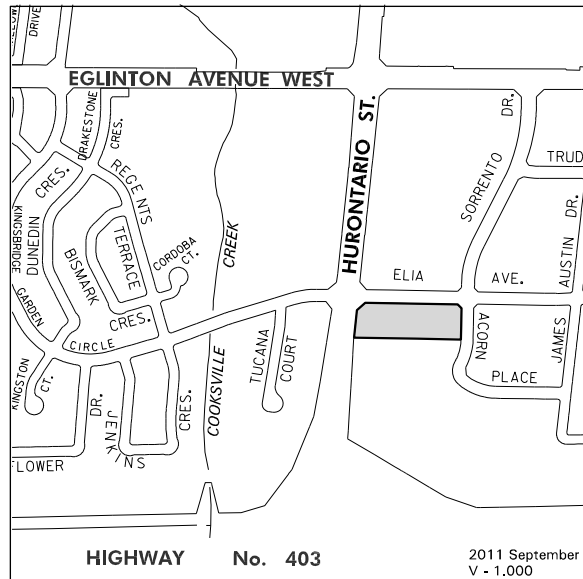 DRIVE
EGLINTON AVENUE WEST
DRAKESTONE
CRES.
REGENTS
CRES.
KINGSBRIDGE
DUNEDIN
BISMARK
TERRACE
CORDOBA
CT.
CRES.
GARDEN
CIRCLE
KINGSTON
CT.
DR.
JENKINS
CRES.
FLOWER
CREEK
COOKSVILLE
TUCANA
COURT
HURONTARIO ST.
SORRENTO
DR.
TRUD
ELIA AVE.
AUSTIN
DR.
ACORN
PLACE
JAMES
HIGHWAY No. 403
2011 September
V - 1,000